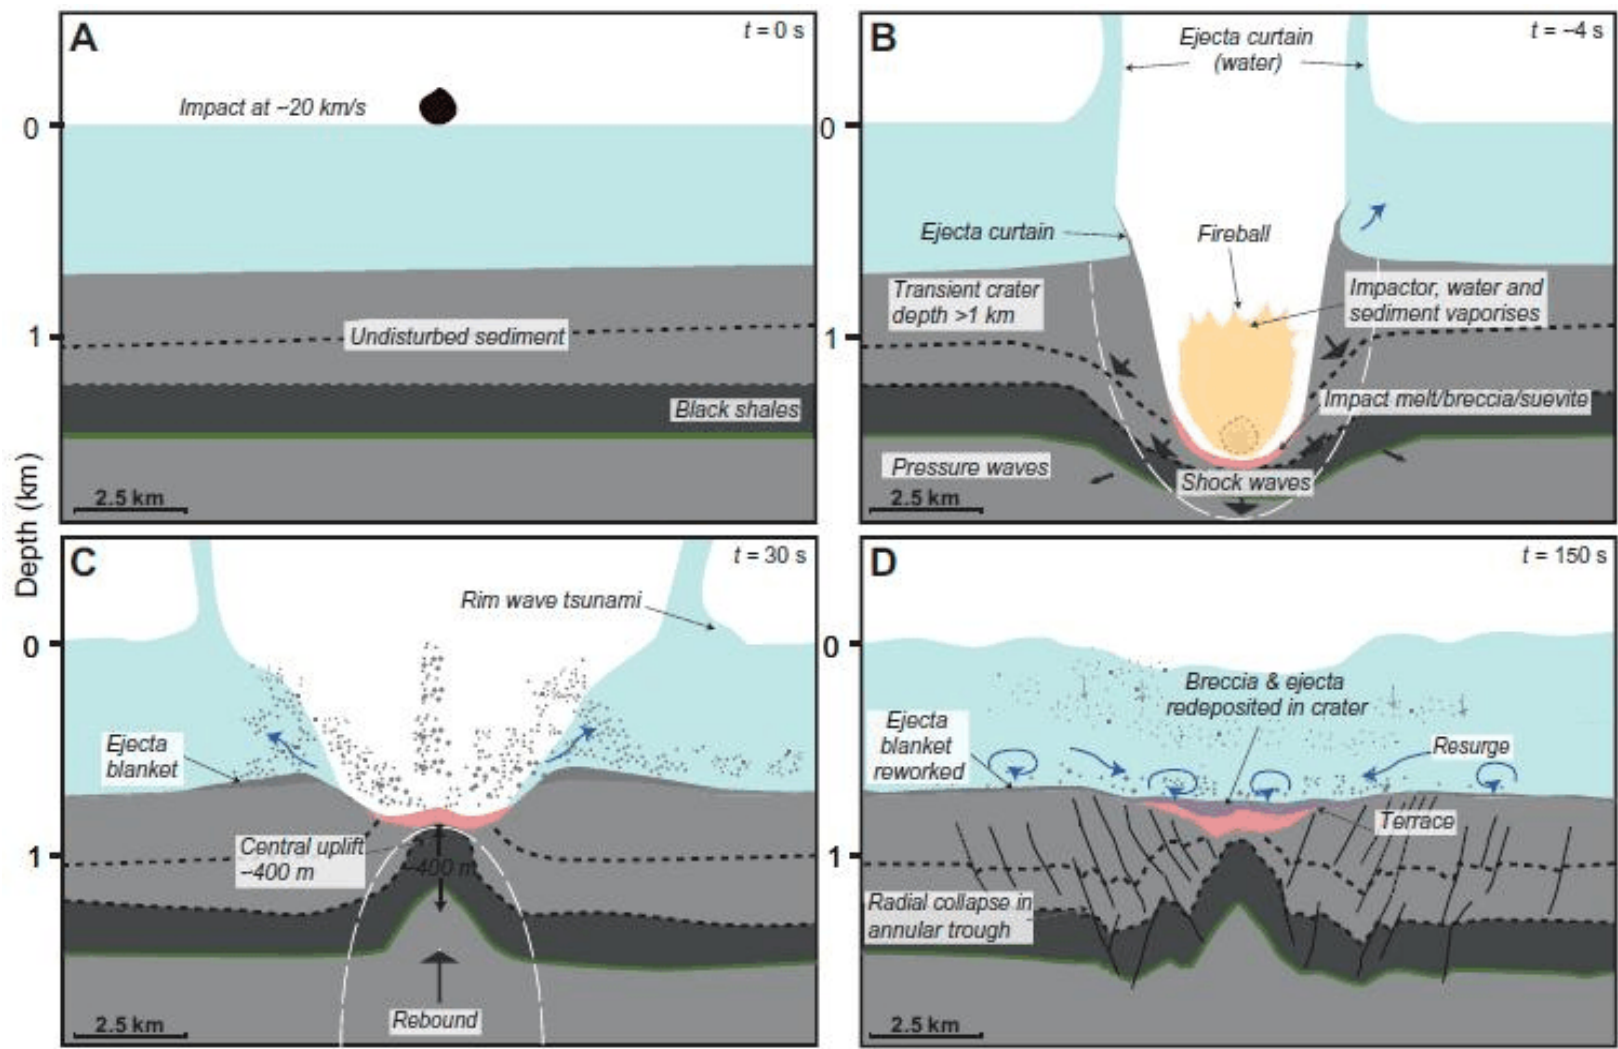 A
t = 0 s
Impact at ~20 km/s
0
Undisturbed sediment
1
Black shales
2.5 km
B
t = ~4 s
Ejecta curtain
(water)
0
Ejecta curtain
Fireball
Transient crater
depth >1 km
Impactor, water and
sediment vaporises
1
Impact melt/breccia/suevite
Pressure waves
Shock waves
2.5 km
Depth (km)
C
t = 30 s
Rim wave tsunami
0
Ejecta
blanket
Central uplift
~400 m
~400 m
1
Rebound
2.5 km
D
t = 150 s
0
Breccia & ejecta
redeposited in crater
Ejecta
blanket
reworked
Resurge
Terrace
1
Radial collapse in
annular trough
2.5 km